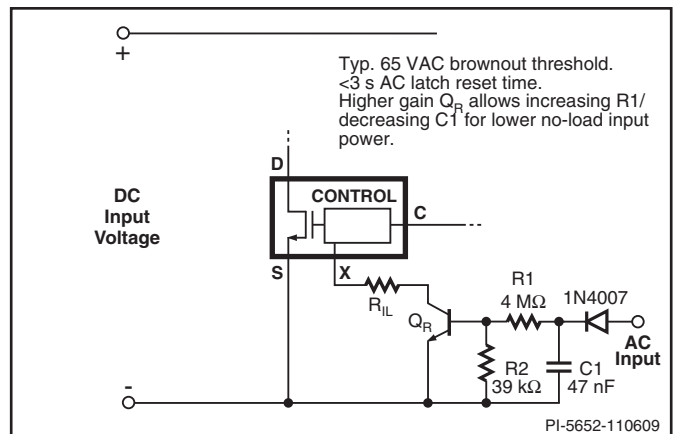 +
Typ. 65 VAC brownout threshold.
<3 s AC latch reset time.
Higher gain QR allows increasing R1/
decreasing C1 for lower no-load input
power.
D
DC
Input
Voltage
CONTROL
C
S
X
RIL
QR
R1
4 MΩ
1N4007
AC
Input
R2
39 kΩ
C1
47 nF
-
PI-5652-110609